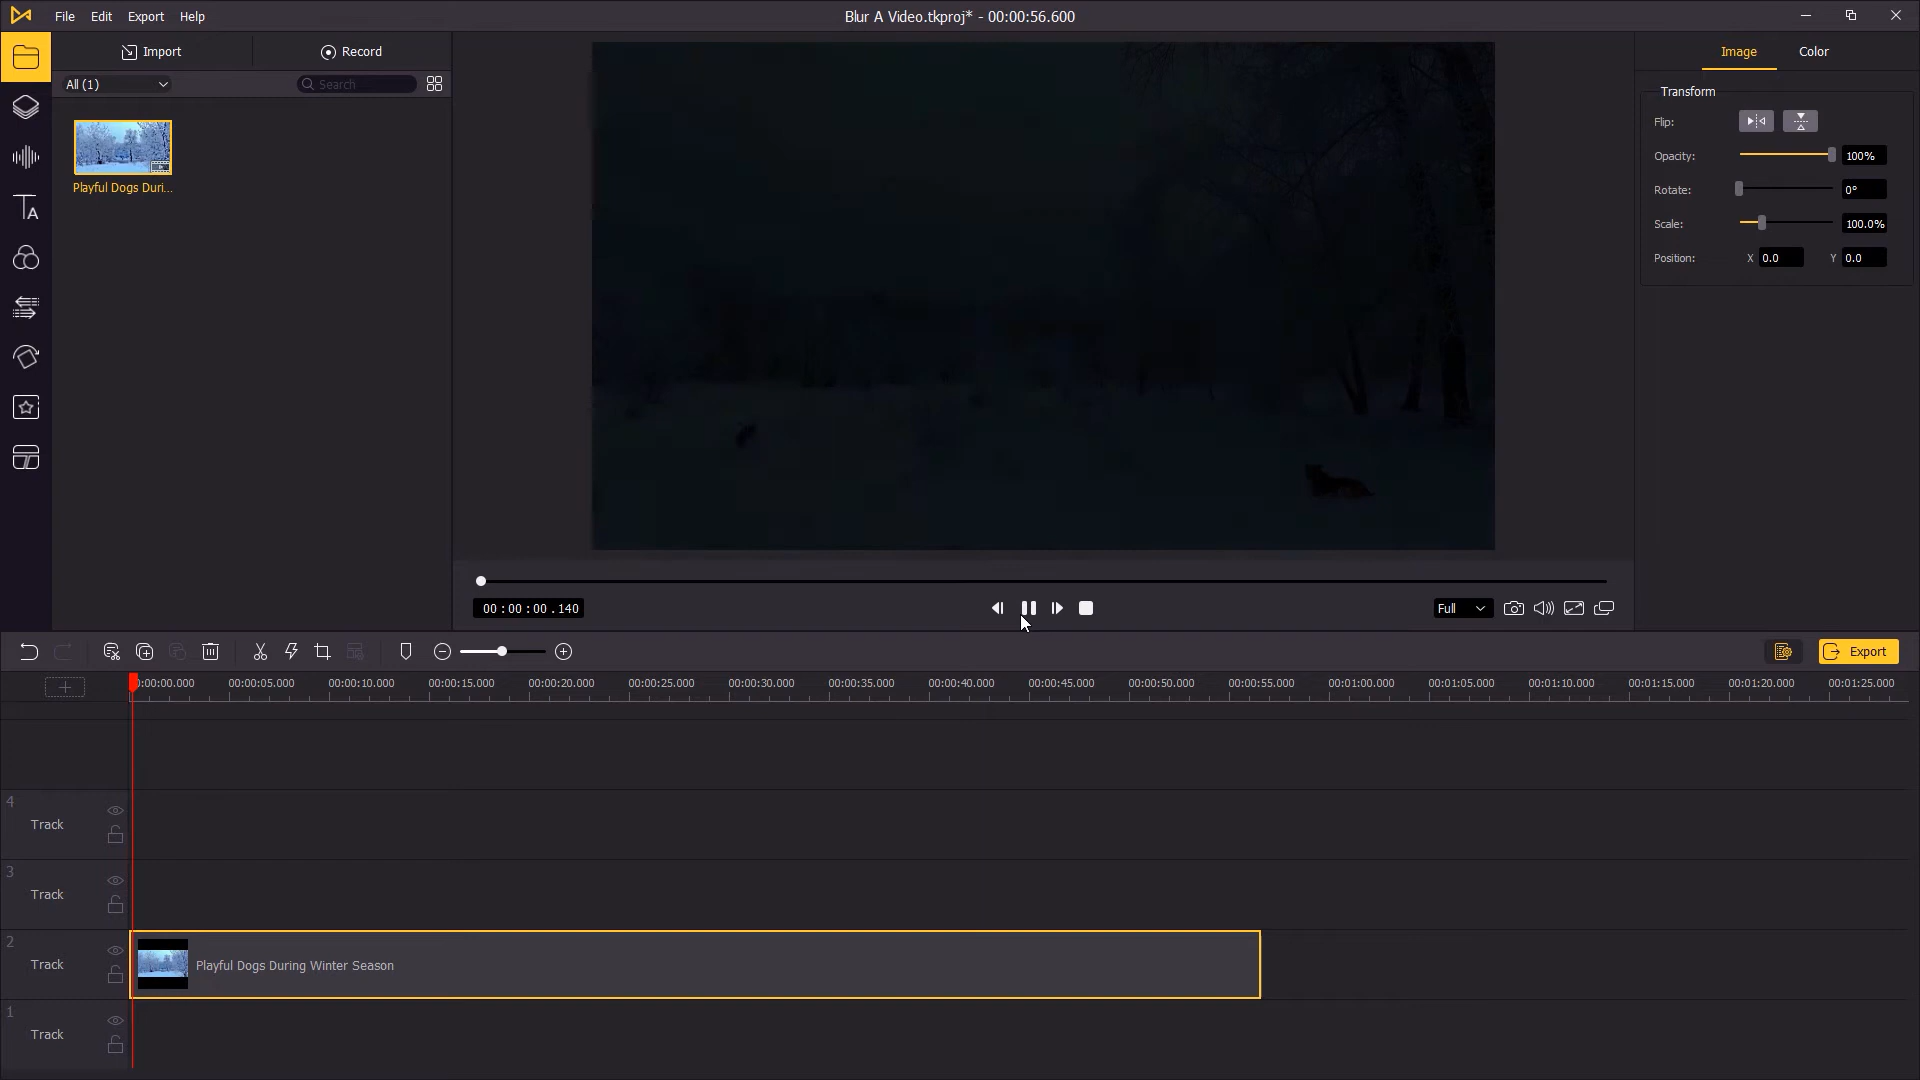 File Edit Export Help
Blur A Video.tkproj* - 00:00:56.600
Import Record
All (1)
Search
Playful Dogs Duri...
Image Color
Transform
Flip:
Opacity: 100%
Rotate: 0°
Scale: 100.0%
Position: X 0.0 Y 0.0
00 : 00 : 00 . 140
Full
Export
0:00:00.000 00:00:05.000 00:00:10.000 00:00:15.000 00:00:20.000 00:00:25.000 00:00:30.000 00:00:35.000 00:00:40.000 00:00:45.000 00:00:50.000 00:00:55.000 00:01:00.000 00:01:05.000 00:01:10.000 00:01:15.000 00:01:20.000 00:01:25.000
4
Track
3
Track
2
Track
Playful Dogs During Winter Season
1
Track